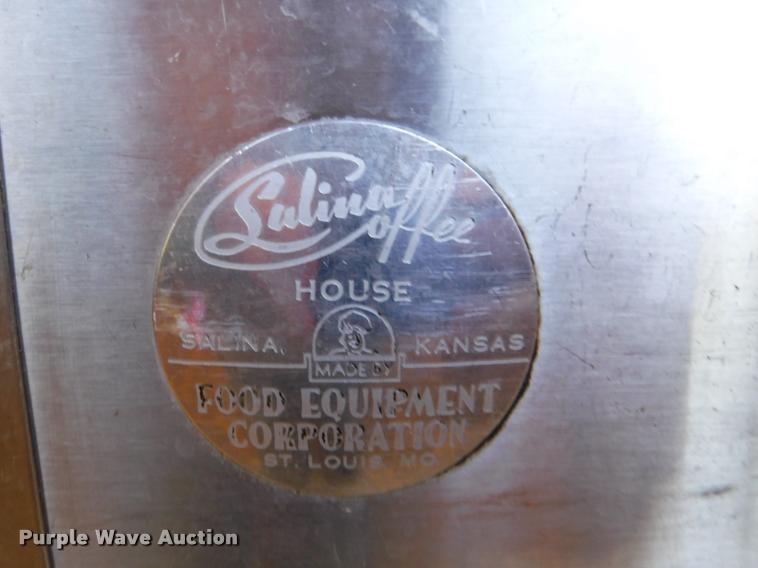 Salina Coffee
HOUSE
SALINA, KANSAS
MADE BY
FOOD EQUIPMENT
CORPORATION
ST. LOUIS, MO.
Purple Wave Auction